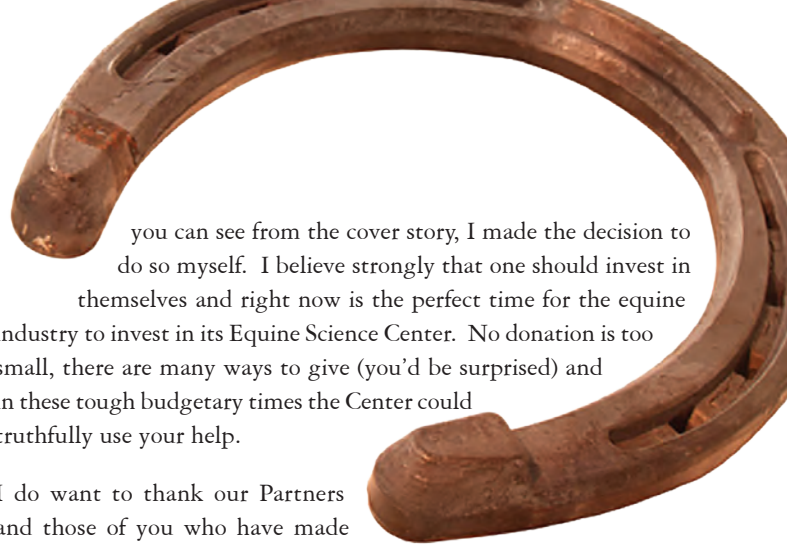 you can see from the cover story, I made the decision to
do so myself.  I believe strongly that one should invest in
themselves and right now is the perfect time for the equine
industry to invest in its Equine Science Center.  No donation is too
small, there are many ways to give (you'd be surprised) and
in these tough budgetary times the Center could
truthfully use your help.
I do want to thank our Partners
and those of you who have made